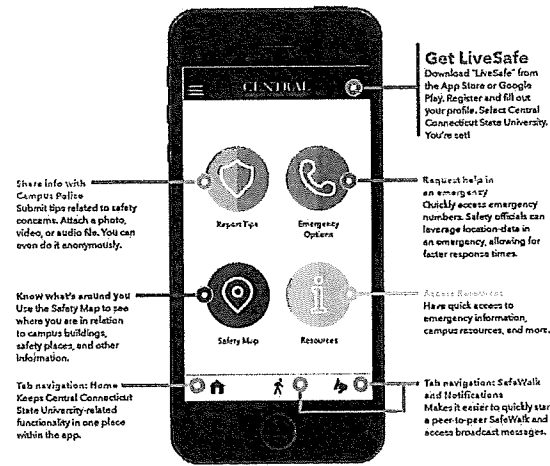 CENTRAL
Get LiveSafe
Download "LiveSafe" from
the App Store or Google
Play. Register and fill out
your profile. Select Central
Connecticut State University.
You're set!
Share info with
Campus Police
Submit tips related to safety
concerns. Attach a photo,
video, or audio file. You can
even do it anonymously.
Report Tips
Emergency
Options
Request help in
an emergency
Quickly access emergency
numbers. Safety officials can
leverage location-data in
an emergency, allowing for
faster response times.
Know what's around you
Use the Safety Map to see
where you are in relation
to campus buildings,
safety places, and other
information.
Safety Map
Resources
Access Resources
Have quick access to
emergency information,
campus resources, and more.
Tab navigation: Home
Keeps Central Connecticut
State University-related
functionality in one place
within the app.
Tab navigation: SafeWalk
and Notifications
Makes it easier to quickly star
a peer-to-peer SafeWalk and
access broadcast messages.